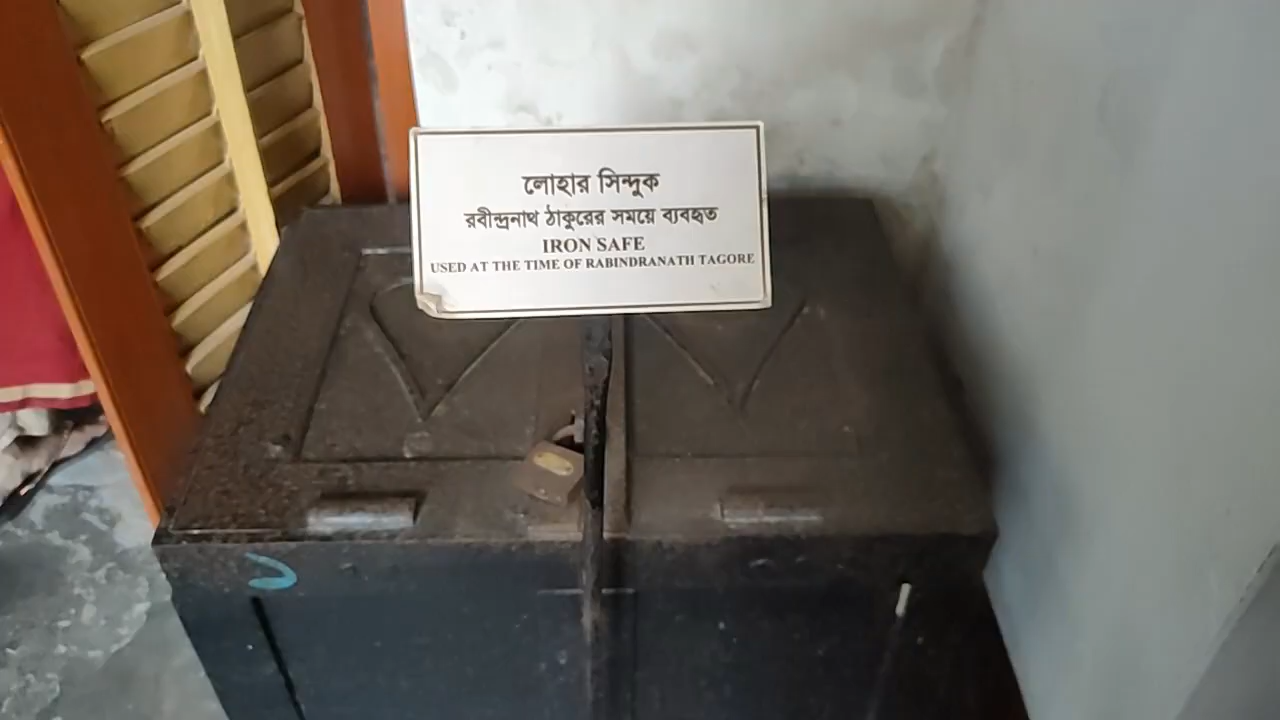 লোহার সিন্দুক
রবীন্দ্রনাথ ঠাকুরের সময়ে ব্যবহৃত
IRON SAFE
USED AT THE TIME OF RABINDRANATH TAGORE